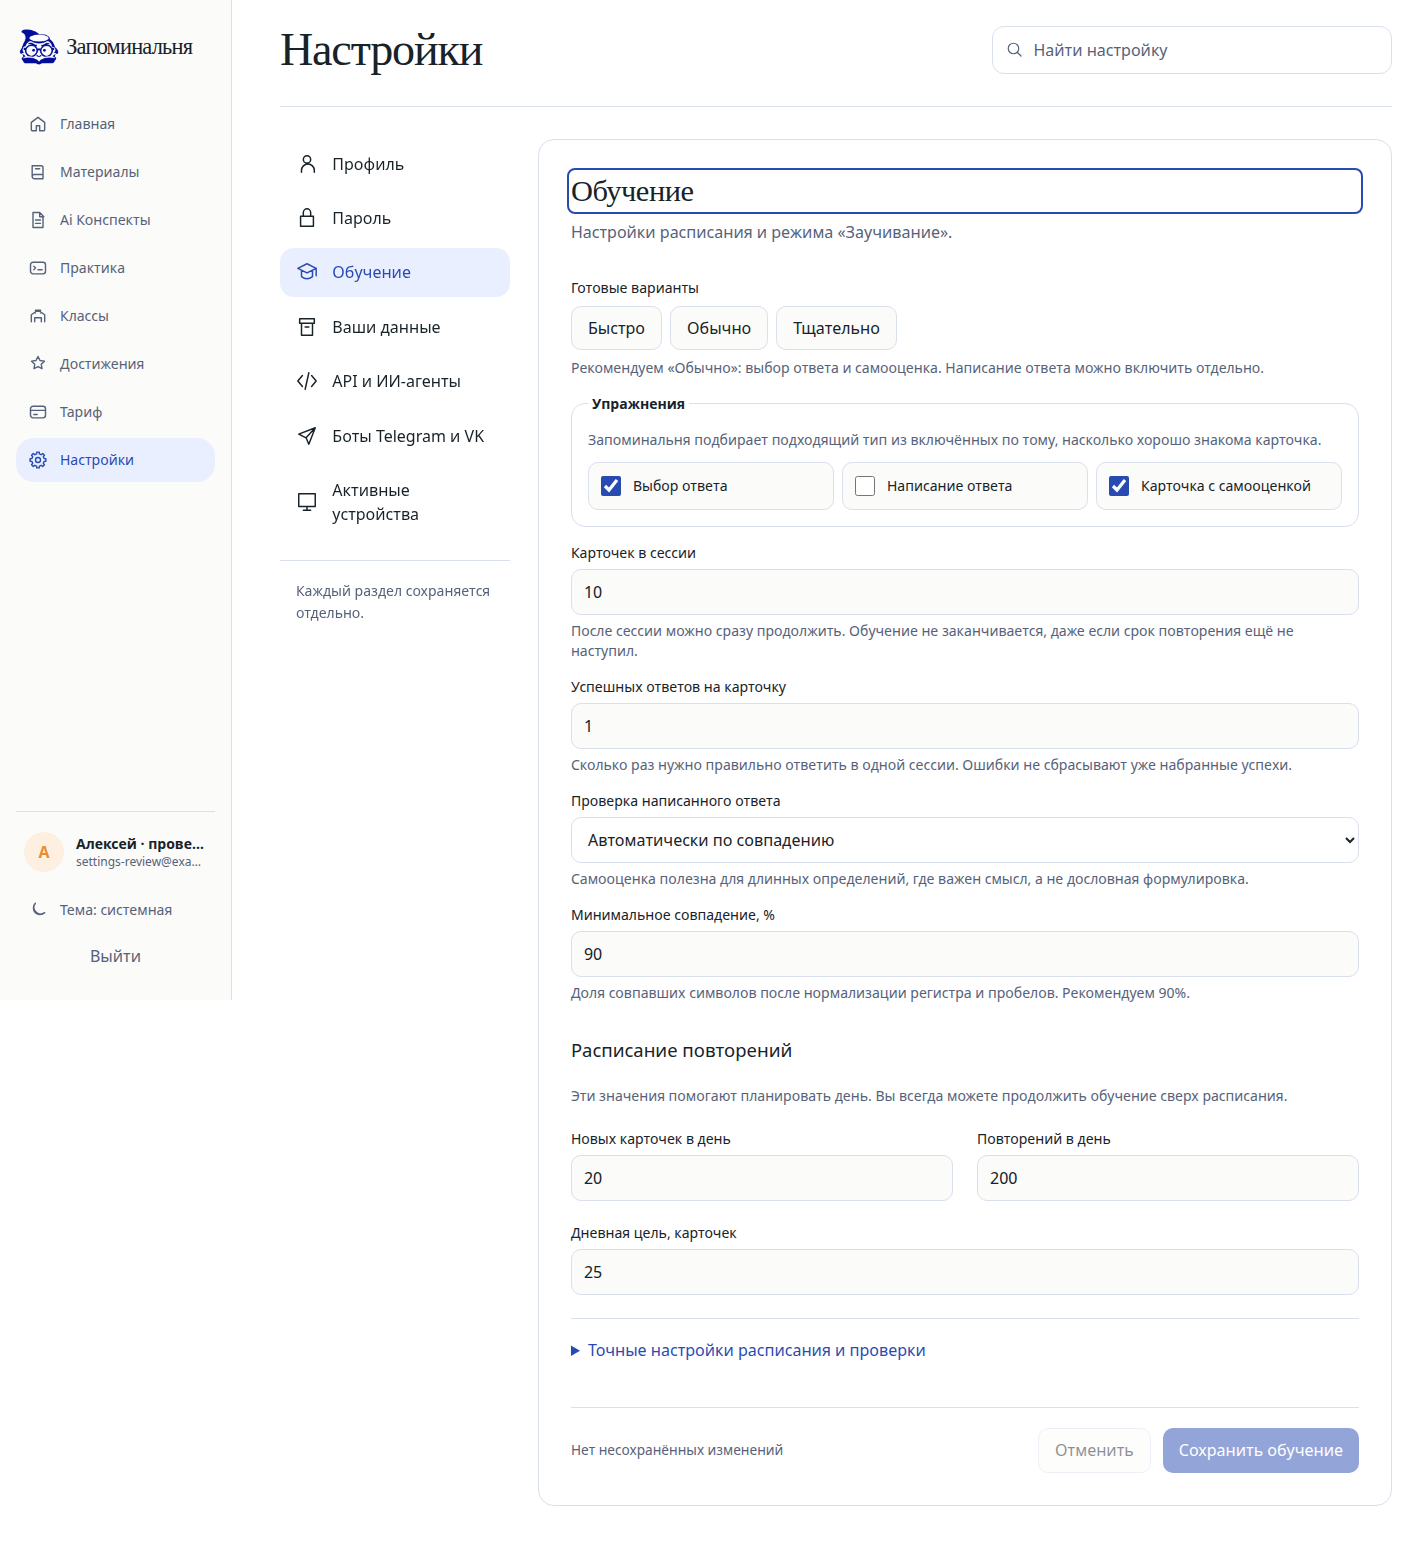 Запоминальня
Главная
Материалы
Ai Конспекты
Практика
Классы
Достижения
Тариф
Настройки
А
Алексей · прове...
settings-review@exa...
Тема: системная
Выйти
Настройки
Найти настройку
Профиль
Пароль
Обучение
Ваши данные
API и ИИ-агенты
Боты Telegram и VK
Активные
устройства
Каждый раздел сохраняется
отдельно.
Обучение
Настройки расписания и режима «Заучивание».
Готовые варианты
Быстро Обычно Тщательно
Рекомендуем «Обычно»: выбор ответа и самооценка. Написание ответа можно включить отдельно.
Упражнения
Запоминальня подбирает подходящий тип из включённых по тому, насколько хорошо знакома карточка.
Выбор ответа Написание ответа Карточка с самооценкой
Карточек в сессии
10
После сессии можно сразу продолжить. Обучение не заканчивается, даже если срок повторения ещё не
наступил.
Успешных ответов на карточку
1
Сколько раз нужно правильно ответить в одной сессии. Ошибки не сбрасывают уже набранные успехи.
Проверка написанного ответа
Автоматически по совпадению
Самооценка полезна для длинных определений, где важен смысл, а не дословная формулировка.
Минимальное совпадение, %
90
Доля совпавших символов после нормализации регистра и пробелов. Рекомендуем 90%.
Расписание повторений
Эти значения помогают планировать день. Вы всегда можете продолжить обучение сверх расписания.
Новых карточек в день Повторений в день
20 200
Дневная цель, карточек
25
Точные настройки расписания и проверки
Нет несохранённых изменений Отменить Сохранить обучение